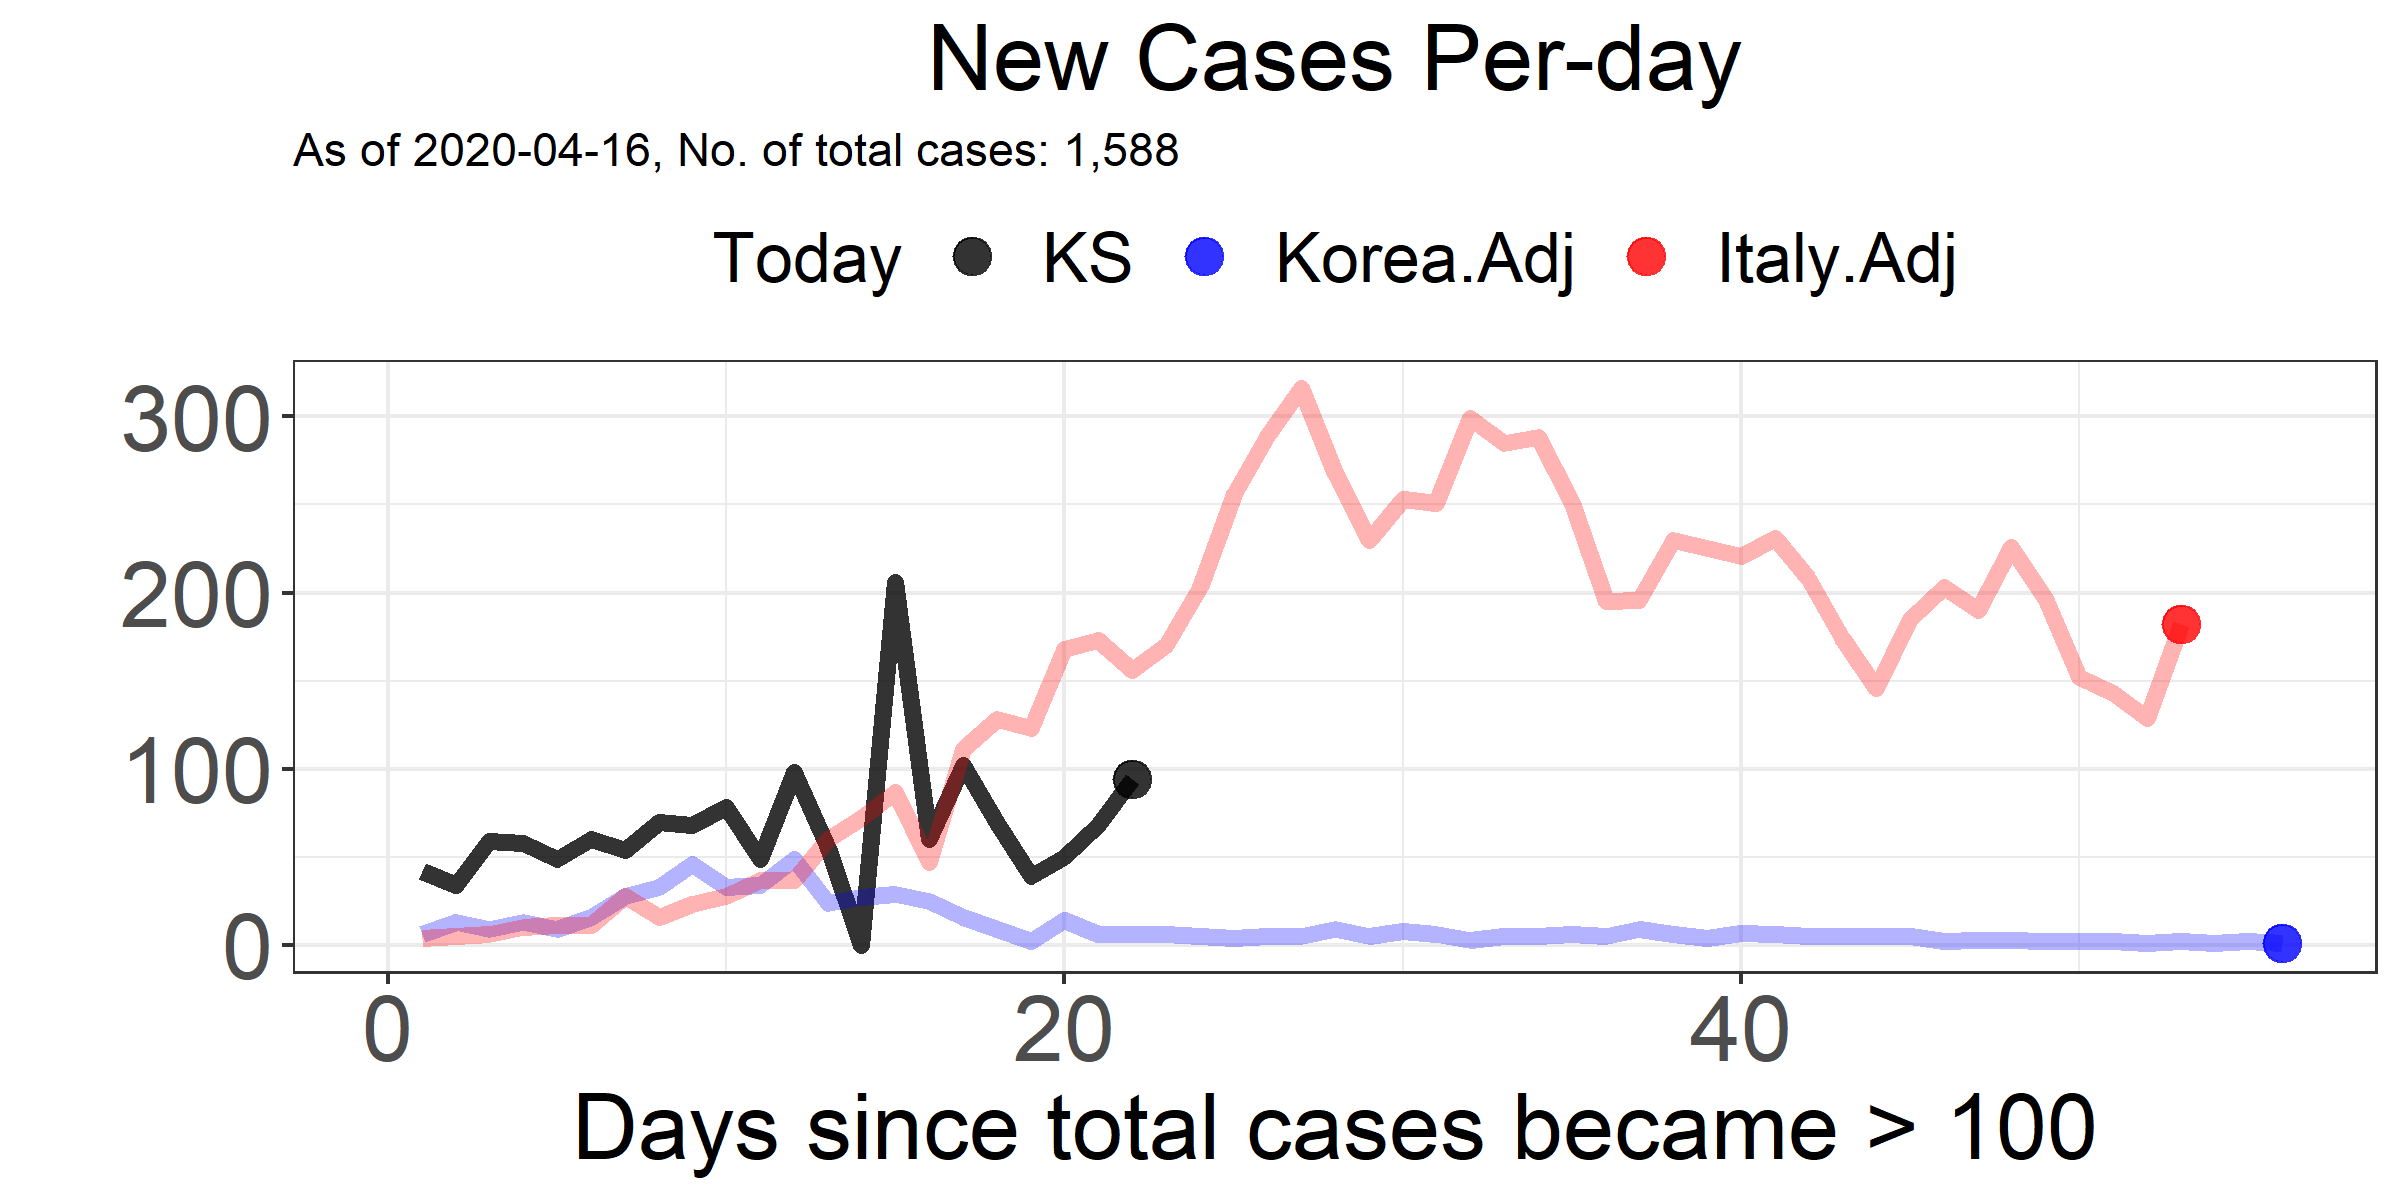 New Cases Per-day
As of 2020-04-16, No. of total cases: 1,588
Today KS Korea.Adj Italy.Adj
300
200
100
0
0 20 40
Days since total cases became > 100